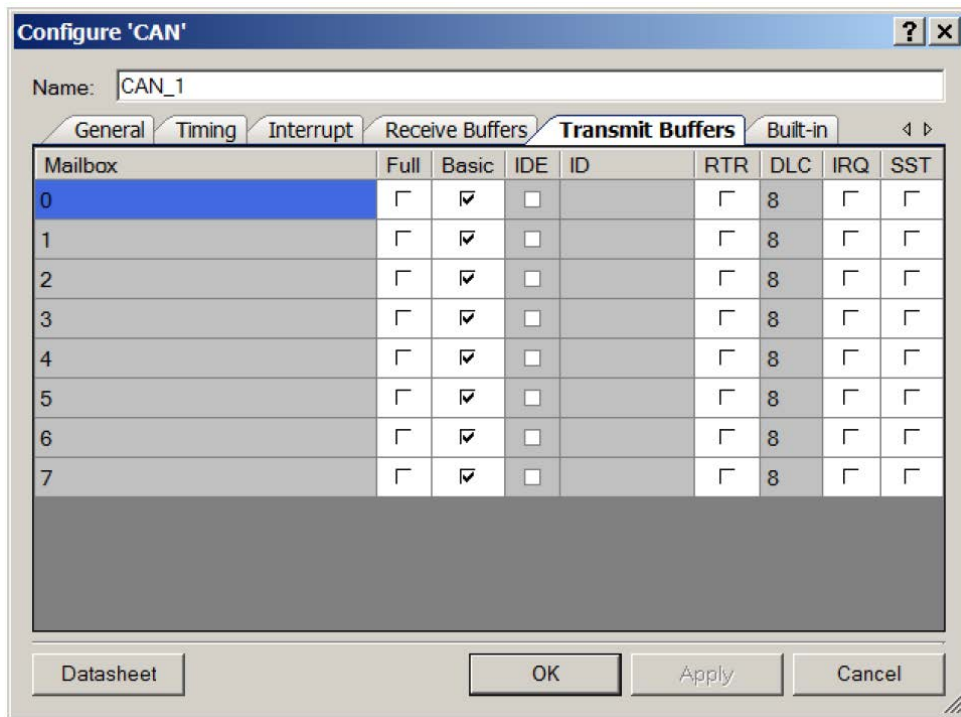 Configure 'CAN'
Name: CAN_1
General Timing Interrupt Receive Buffers Transmit Buffers Built-in
Mailbox Full Basic IDE ID RTR DLC IRQ SST
0 8
1 8
2 8
3 8
4 8
5 8
6 8
7 8
Datasheet OK Apply Cancel